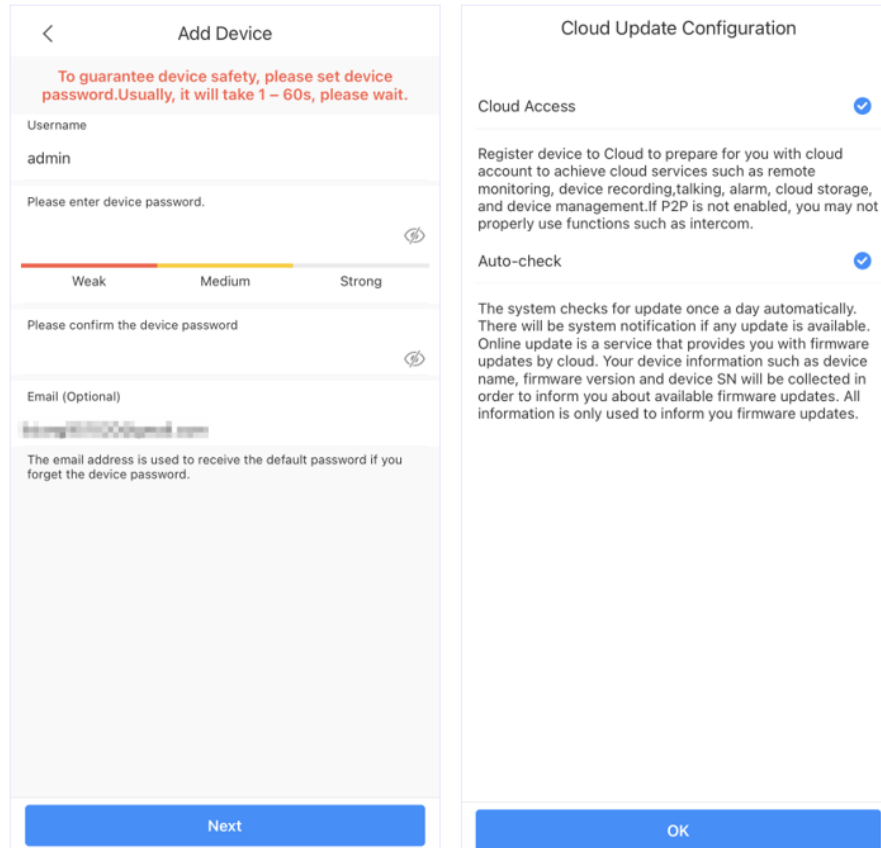 Add Device
To guarantee device safety, please set device
password.Usually, it will take 1 – 60s, please wait.
Username
admin
Please enter device password.
Weak Medium Strong
Please confirm the device password
Email (Optional)
The email address is used to receive the default password if you
forget the device password.
Next
Cloud Update Configuration
Cloud Access
Register device to Cloud to prepare for you with cloud
account to achieve cloud services such as remote
monitoring, device recording,talking, alarm, cloud storage,
and device management.If P2P is not enabled, you may not
properly use functions such as intercom.
Auto-check
The system checks for update once a day automatically.
There will be system notification if any update is available.
Online update is a service that provides you with firmware
updates by cloud. Your device information such as device
name, firmware version and device SN will be collected in
order to inform you about available firmware updates. All
information is only used to inform you firmware updates.
OK